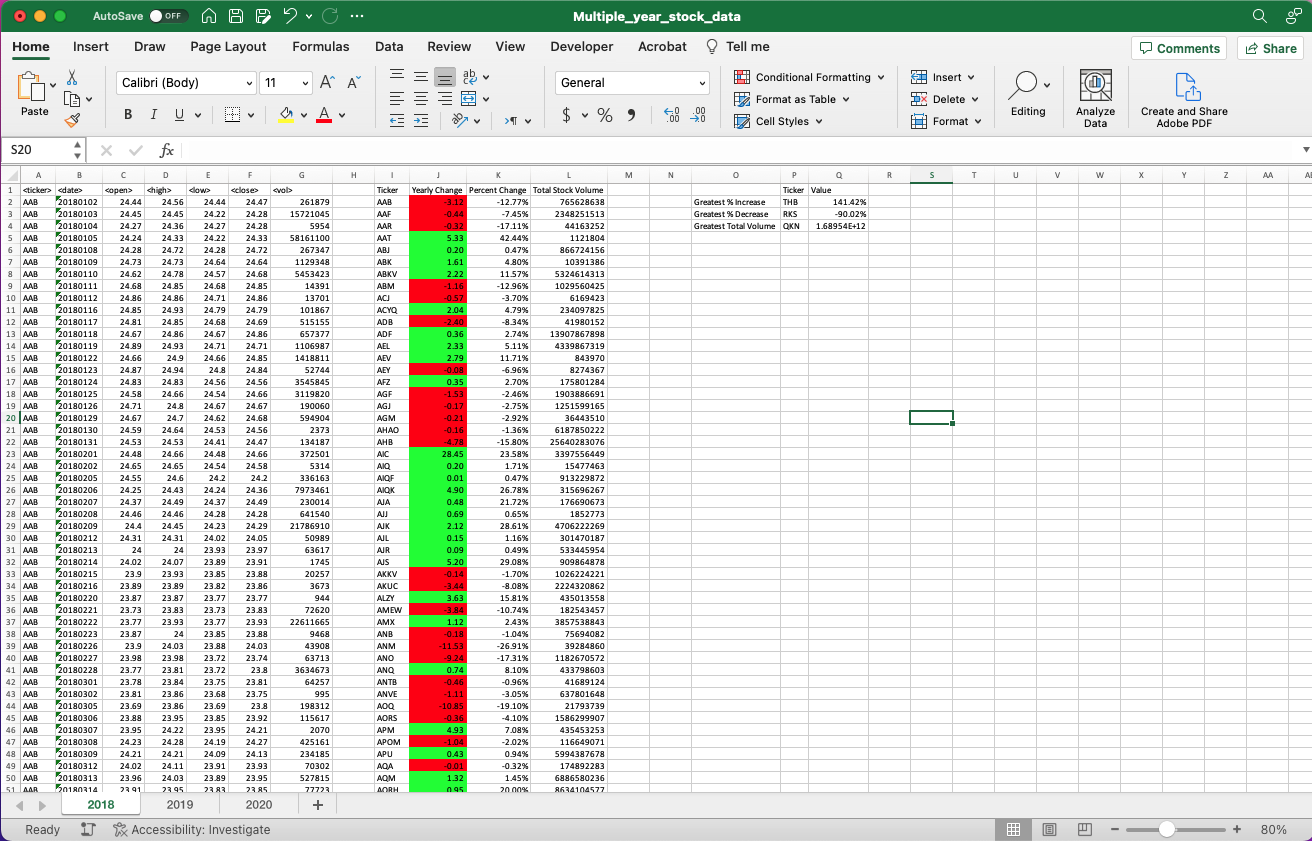 AutoSave OFF Multiple_year_stock_data
Home Insert Draw Page Layout Formulas Data Review View Developer Acrobat Tell me Comments Share
Paste Calibri (Body) 11 General Conditional Formatting Insert
Format as Table Delete Editing Analyze Data Create and Share Adobe PDF
B I U $ % Cell Styles Format
S20 fx
A B C D E F G H I J K L M N O P Q R S T U V W X Y Z AA
1 <ticker> <date> <open> <high> <low> <close> <vol> Ticker Yearly Change Percent Change Total Stock Volume Ticker Value
2 AAB 20180102 24.44 24.56 24.44 24.47 261879 AAB -3.12 -12.77% 765628638 Greatest % Increase THB 141.42%
3 AAB 20180103 24.45 24.45 22.28 24.28 15721045 AAF -0.44 -7.45% 2348251513 Greatest % Decrease RKS -90.02%
4 AAB 20180104 24.27 24.36 24.27 24.28 5954 AAR -0.32 -17.11% 44163252 Greatest Total Volume QKN 1.68954E+12
5 AAB 20180105 24.24 24.33 22.22 24.33 58161100 AAT 5.33 42.44% 1121804
6 AAB 20180108 24.28 24.72 24.28 24.72 267347 ABJ 0.20 0.47% 866724156
7 AAB 20180109 24.73 24.73 24.64 24.64 1129348 ABK 1.61 4.80% 10391386
8 AAB 20180110 24.62 24.78 24.57 24.68 5453423 ABKV 2.22 11.57% 5324614313
9 AAB 20180111 24.68 24.85 24.68 24.85 14391 ABM -1.16 -12.96% 1029560425
10 AAB 20180112 24.86 24.86 24.71 24.86 13701 ACJ -0.57 -3.70% 6169423
11 AAB 20180116 24.85 24.93 24.79 24.79 101867 ACYQ 2.04 4.79% 234097825
12 AAB 20180117 24.81 24.85 24.68 24.69 515155 ADB -2.40 -8.34% 41980152
13 AAB 20180118 24.67 24.86 24.67 24.86 657377 ADF 0.36 2.74% 13907867898
14 AAB 20180119 24.89 24.93 24.71 24.71 1106987 AEL 2.33 5.11% 4339867319
15 AAB 20180122 24.66 24.9 24.66 24.85 1418811 AEV 2.79 11.71% 843970
16 AAB 20180123 24.87 24.94 24.8 24.84 52744 AEY -0.08 -6.96% 8274367
17 AAB 20180124 24.83 24.83 24.56 24.56 3545845 AFZ 0.35 2.70% 175801284
18 AAB 20180125 24.58 24.66 24.54 24.66 3119820 AGF -1.53 -2.46% 1903886691
19 AAB 20180126 24.71 24.8 24.67 24.67 190060 AGJ -0.17 -2.75% 1251599165
20 AAB 20180129 24.67 24.7 24.62 24.68 594904 AGM -0.21 -2.92% 36443510
21 AAB 20180130 24.59 24.64 24.53 24.56 2373 AHAO -0.16 -1.36% 6187850222
22 AAB 20180131 24.53 24.53 24.41 24.47 134187 AHB -4.78 -15.80% 25640283076
23 AAB 20180201 24.48 24.66 24.48 24.66 372501 AIC 28.45 23.58% 3397556449
24 AAB 20180202 24.65 24.65 24.54 24.58 5314 AIQ 0.20 1.71% 15477463
25 AAB 20180205 24.55 24.6 24.2 24.2 336163 AIQF 0.01 0.47% 913229872
26 AAB 20180206 24.25 24.43 24.24 24.36 7973461 AIQK 4.90 26.78% 315696267
27 AAB 20180207 24.37 24.49 24.37 24.49 230014 AJA 0.48 21.72% 176690673
28 AAB 20180208 24.46 24.46 24.28 24.28 641540 AJJ 0.69 0.65% 1852773
29 AAB 20180209 24.4 24.45 24.23 24.29 21786910 AJK 2.12 28.61% 4706222269
30 AAB 20180212 24.31 24.31 24.02 24.05 50989 AJL 0.15 1.16% 301470187
31 AAB 20180213 24 24 23.93 23.97 63617 AJR 0.09 0.49% 533445954
32 AAB 20180214 24.02 24.07 23.89 23.91 1745 AJS 5.20 29.08% 909864878
33 AAB 20180215 23.9 23.93 23.85 23.88 20257 AKKV -0.14 -1.70% 1026224221
34 AAB 20180216 23.89 23.89 23.82 23.86 3673 AKUC -3.44 -8.08% 2224320862
35 AAB 20180220 23.87 23.87 23.77 23.77 944 ALZY 3.63 15.81% 435013558
36 AAB 20180221 23.73 23.83 23.73 23.83 72620 AMEW -3.84 -10.74% 182543457
37 AAB 20180222 23.77 23.93 23.77 23.93 22611665 AMX 1.12 2.43% 3857538843
38 AAB 20180223 23.87 24 23.85 23.88 9468 ANB -0.18 -1.04% 75694082
39 AAB 20180226 23.9 24.03 23.88 24.03 43908 ANM -11.53 -26.91% 39284860
40 AAB 20180227 23.98 23.98 23.72 23.74 63713 ANO -9.24 -17.31% 1182670572
41 AAB 20180228 23.77 23.81 23.72 23.8 3634673 ANQ 0.74 8.10% 433798603
42 AAB 20180301 23.78 23.84 23.75 23.81 64257 ANTB -0.46 -0.96% 41689124
43 AAB 20180302 23.81 23.86 23.68 23.75 995 ANVE -1.11 -3.05% 637801648
44 AAB 20180305 23.69 23.86 23.69 23.8 198312 AOQ -10.85 -19.10% 21793739
45 AAB 20180306 23.88 23.95 23.85 23.92 115617 AORS -0.36 -4.10% 1586299907
46 AAB 20180307 23.95 24.22 23.95 24.21 2070 APM 4.93 7.08% 435453253
47 AAB 20180308 24.23 24.28 24.19 24.27 425161 APOM -1.04 -2.02% 116649071
48 AAB 20180309 24.21 24.21 24.09 24.13 234185 APU 0.43 0.94% 5994387678
49 AAB 20180312 24.02 24.11 23.91 23.93 70302 AQA -0.01 -0.32% 174892283
50 AAB 20180313 23.96 24.03 23.89 23.95 527815 AQM 1.32 1.45% 6886580236
51 AAB 20180314 23.91 23.95 23.83 23.85 77723 AQRH 0.95 20.00% 8634104577
2018 2019 2020
Ready Accessibility: Investigate 80%